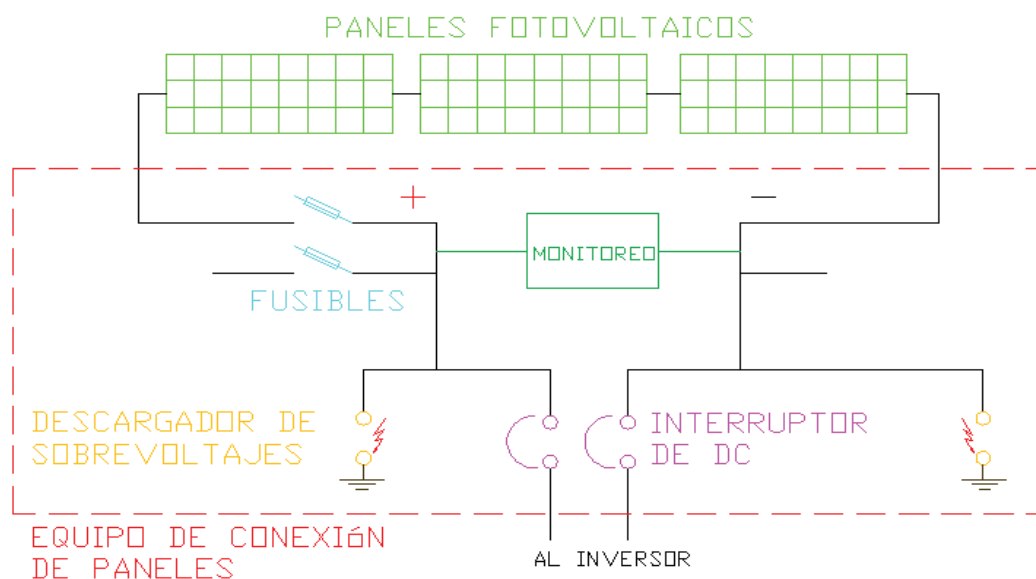 PANELES FOTOVOLTAICOS
+
—
MONITOREO
FUSIBLES
DESCARGADOR DE
SOBREVOLTAJES
INTERRUPTOR
DE DC
EQUIPO DE CONEXIóN
DE PANELES
AL INVERSOR